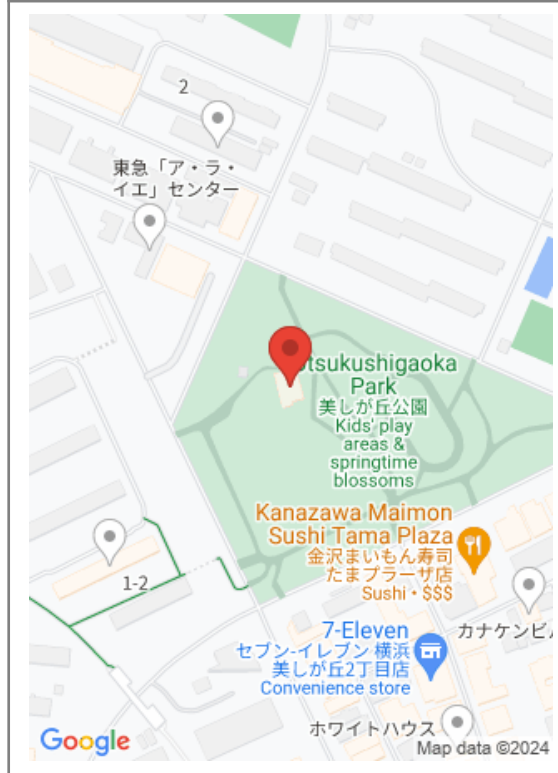 2
東急「ア・ラ・
イエ」センター
tsukushigaoka
Park
美しが丘公園
Kids' play
areas &
springtime
blossoms
Kanazawa Maimon
Sushi Tama Plaza
金沢まいもん寿司
たまプラーザ店
Sushi・$$$
1-2
7-Eleven
セブン-イレブン 横浜
美しが丘2丁目店
Convenience store
カナケンビル
ホワイトハウス
Google
Map data ©2024